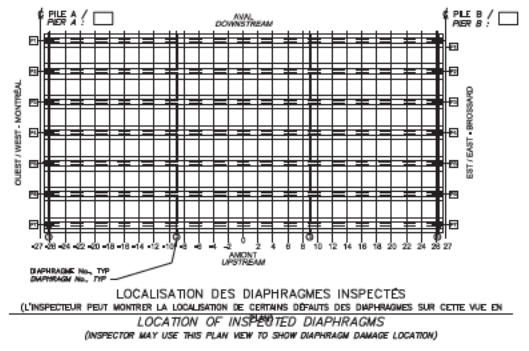 PILE A /
PIER A :
AVAL
DOWNSTREAM
PILE B /
PIER B :
OUEST / WEST - MONTRÉAL
EST / EAST - BROSSARD
-27 -26 -24 -22 -20 -18 -16 -14 -12 -10 -8 -6 -4 -2 0 2 4 6 8 10 12 14 16 18 20 22 24 26 27
AMONT
UPSTREAM
DIAPHRAGME No., TYP
DIAPHRAGM No., TYP
LOCALISATION DES DIAPHRAGMES INSPECTÉS
(L'INSPECTEUR PEUT MONTRER LA LOCALISATION DE CERTAINS DÉFAUTS DES DIAPHRAGMES SUR CETTE VUE EN
PLAN)
LOCATION OF INSPECTED DIAPHRAGMS
(INSPECTOR MAY USE THIS PLAN VIEW TO SHOW DIAPHRAGM DAMAGE LOCATION)